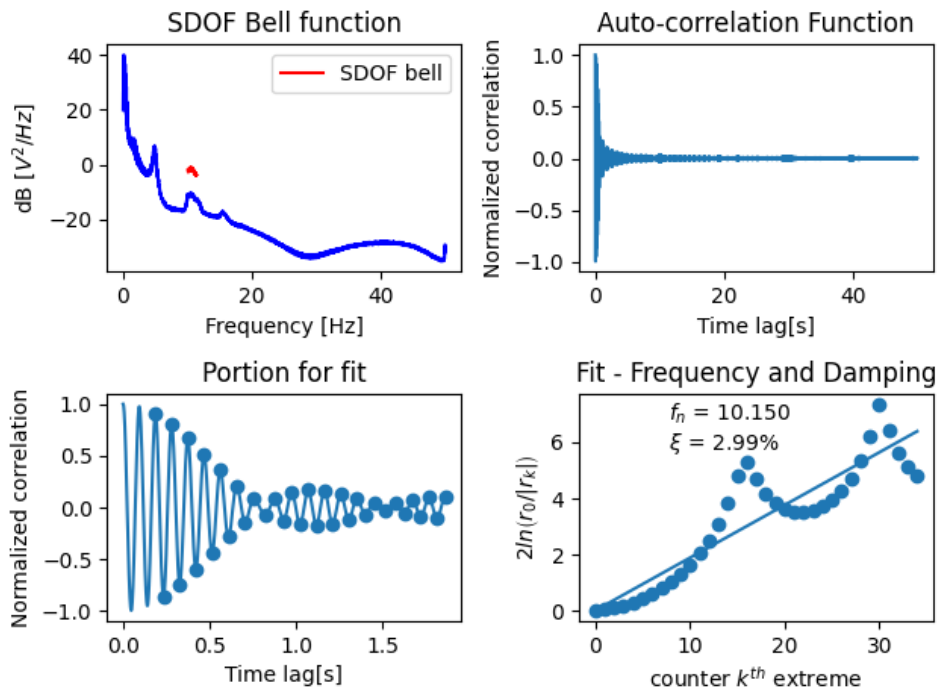 SDOF Bell function
SDOF bell
dB [V²/Hz]
40
20
0
−20
0
20
40
Frequency [Hz]
Auto-correlation Function
Normalized correlation
1.0
0.5
0.0
−0.5
−1.0
0
20
40
Time lag[s]
Portion for fit
Normalized correlation
1.0
0.5
0.0
−0.5
−1.0
0.0
0.5
1.0
1.5
Time lag[s]
Fit - Frequency and Damping
fₙ = 10.150
ξ = 2.99%
2ln(r₀/|rₖ|)
6
4
2
0
0
10
20
30
counter kᵗʰ extreme